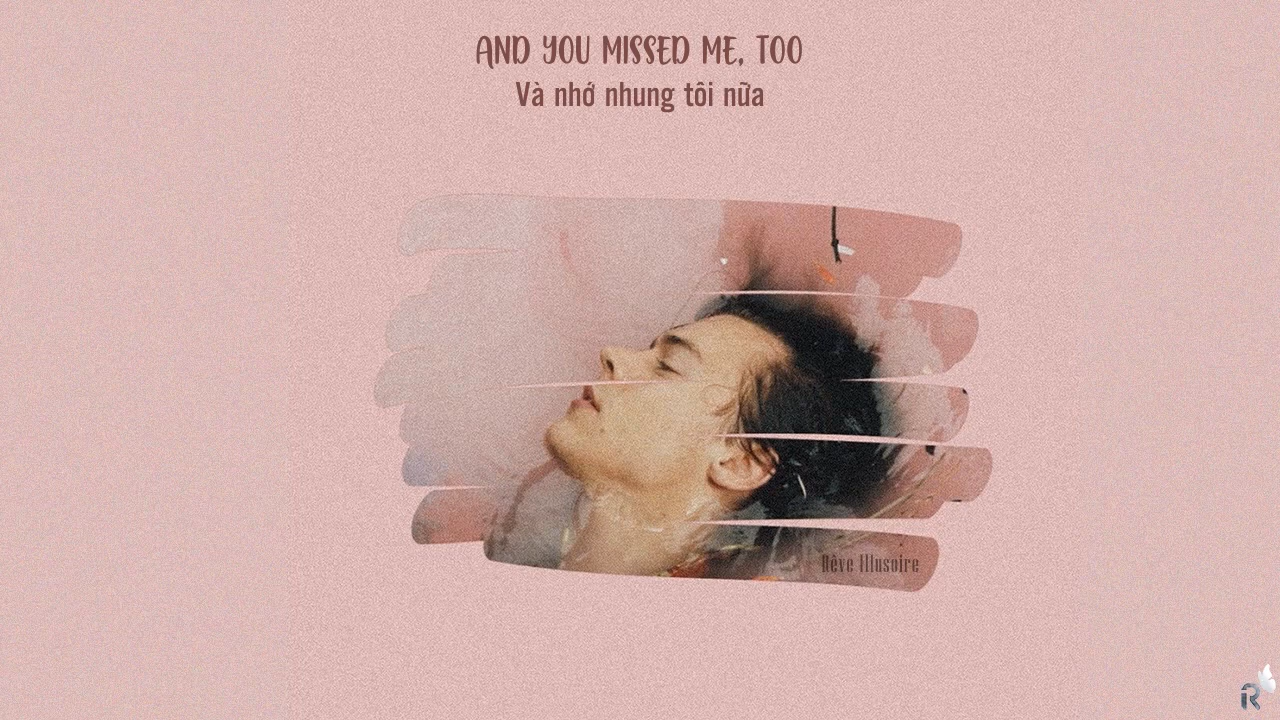 AND YOU MISSED ME, TOO
Và nhớ nhung tôi nữa
Rêve Illusoire
R